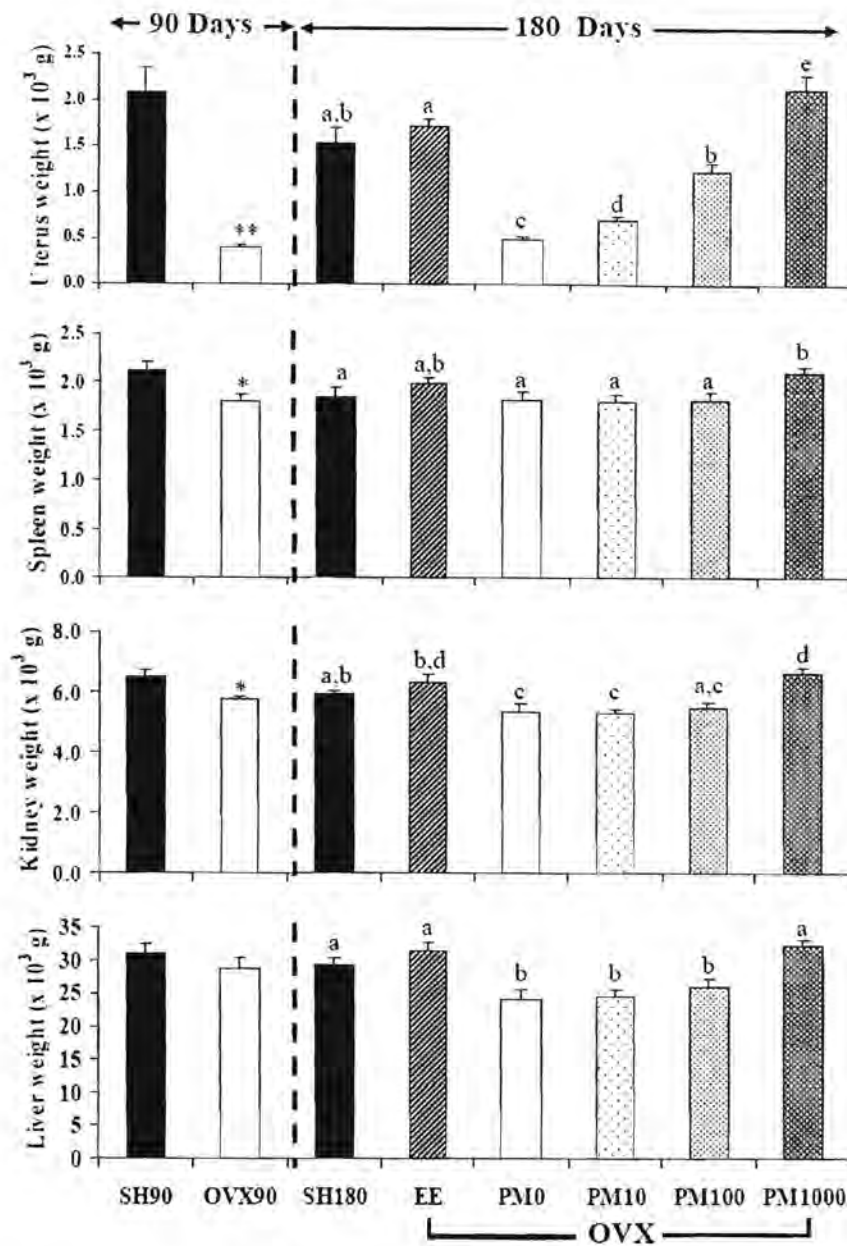 90 Days 180 Days
Uterus weight (x 10³ g)
2.5
2.0
1.5
1.0
0.5
0.0
**
a,b
a
c
d
b
e
Spleen weight (x 10³ g)
2.5
2.0
1.5
1.0
0.5
0.0
*
a
a,b
a
a
a
b
Kidney weight (x 10³ g)
8.0
6.0
4.0
2.0
0.0
*
a,b
b,d
c
c
a,c
d
Liver weight (x 10³ g)
35
30
25
20
15
10
5
0
a
a
b
b
b
a
SH90 OVX90 SH180 EE PM0 PM10 PM100 PM1000
OVX